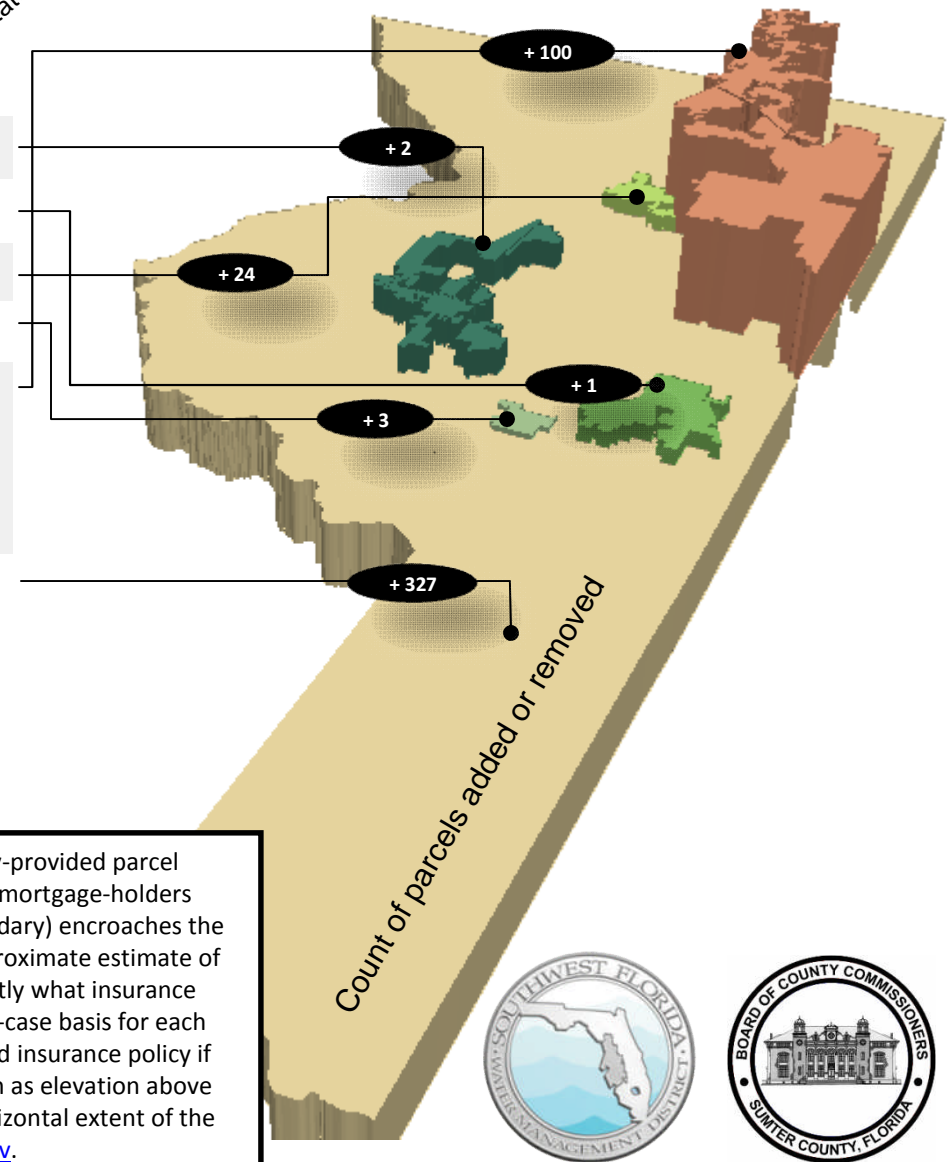 + 100
+ 2
+ 24
+ 1
+ 3
+ 327
Count of parcels added or removed
-provided parcel
mortgage-holders
dary) encroaches the
roximate estimate of
tly what insurance
-case basis for each
d insurance policy if
as elevation above
rizontal extent of the
v.
SOUTHWEST FLORIDA
WATER MANAGEMENT DISTRICT
BOARD OF COUNTY COMMISSIONERS
SUMTER COUNTY, FLORIDA